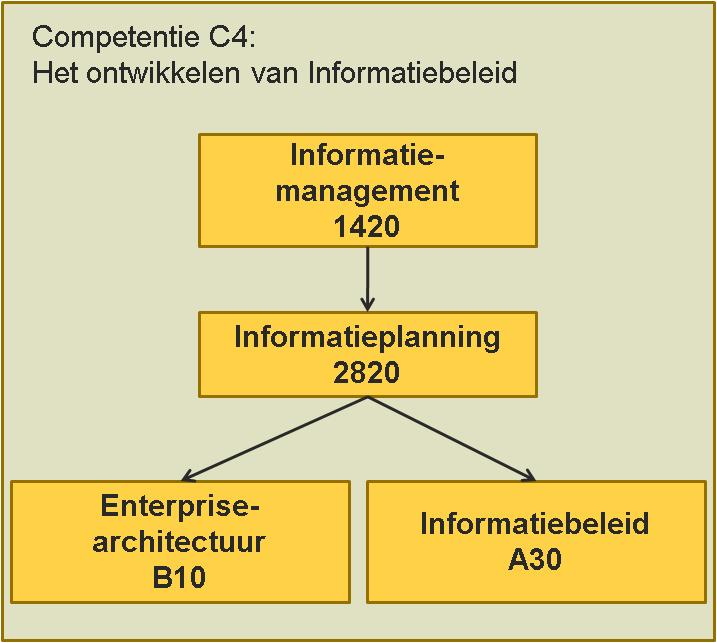 Competentie C4:
Het ontwikkelen van Informatiebeleid
Informatie-
management
1420
Informatieplanning
2820
Enterprise-
architectuur
B10
Informatiebeleid
A30